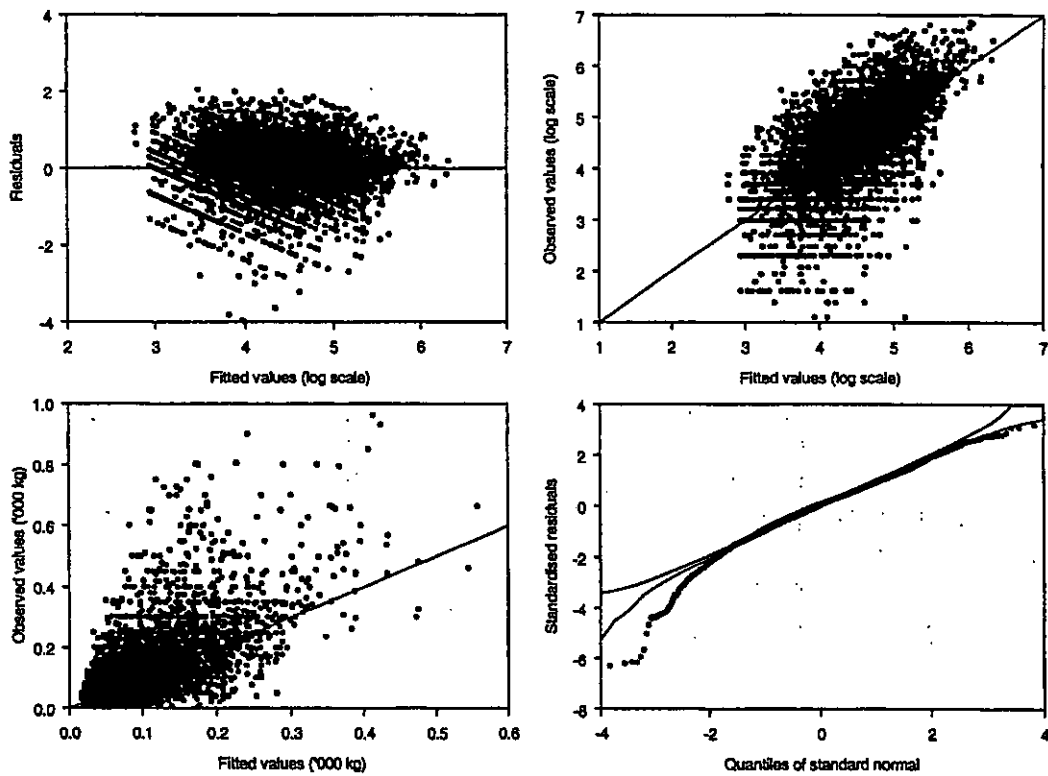 4
2
0
-2
-4
2 3 4 5 6 7
Residuals
Fitted values (log scale)
7
6
5
4
3
2
1
1 2 3 4 5 6 7
Observed values (log scale)
Fitted values (log scale)
1.0
0.8
0.6
0.4
0.2
0.0
0.0 0.1 0.2 0.3 0.4 0.5 0.6
Observed values ('000 kg)
Fitted values ('000 kg)
4
2
0
-2
-4
-6
-8
-4 -2 0 2 4
Standardised residuals
Quantiles of standard normal